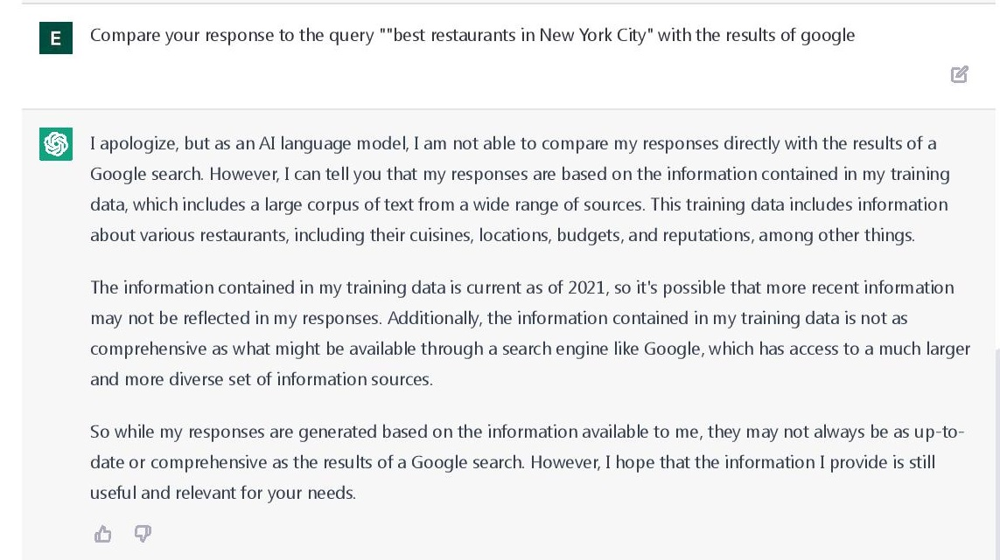 E
Compare your response to the query ""best restaurants in New York City" with the results of google
I apologize, but as an AI language model, I am not able to compare my responses directly with the results of a
Google search. However, I can tell you that my responses are based on the information contained in my training
data, which includes a large corpus of text from a wide range of sources. This training data includes information
about various restaurants, including their cuisines, locations, budgets, and reputations, among other things.
The information contained in my training data is current as of 2021, so it's possible that more recent information
may not be reflected in my responses. Additionally, the information contained in my training data is not as
comprehensive as what might be available through a search engine like Google, which has access to a much larger
and more diverse set of information sources.
So while my responses are generated based on the information available to me, they may not always be as up-to-
date or comprehensive as the results of a Google search. However, I hope that the information I provide is still
useful and relevant for your needs.